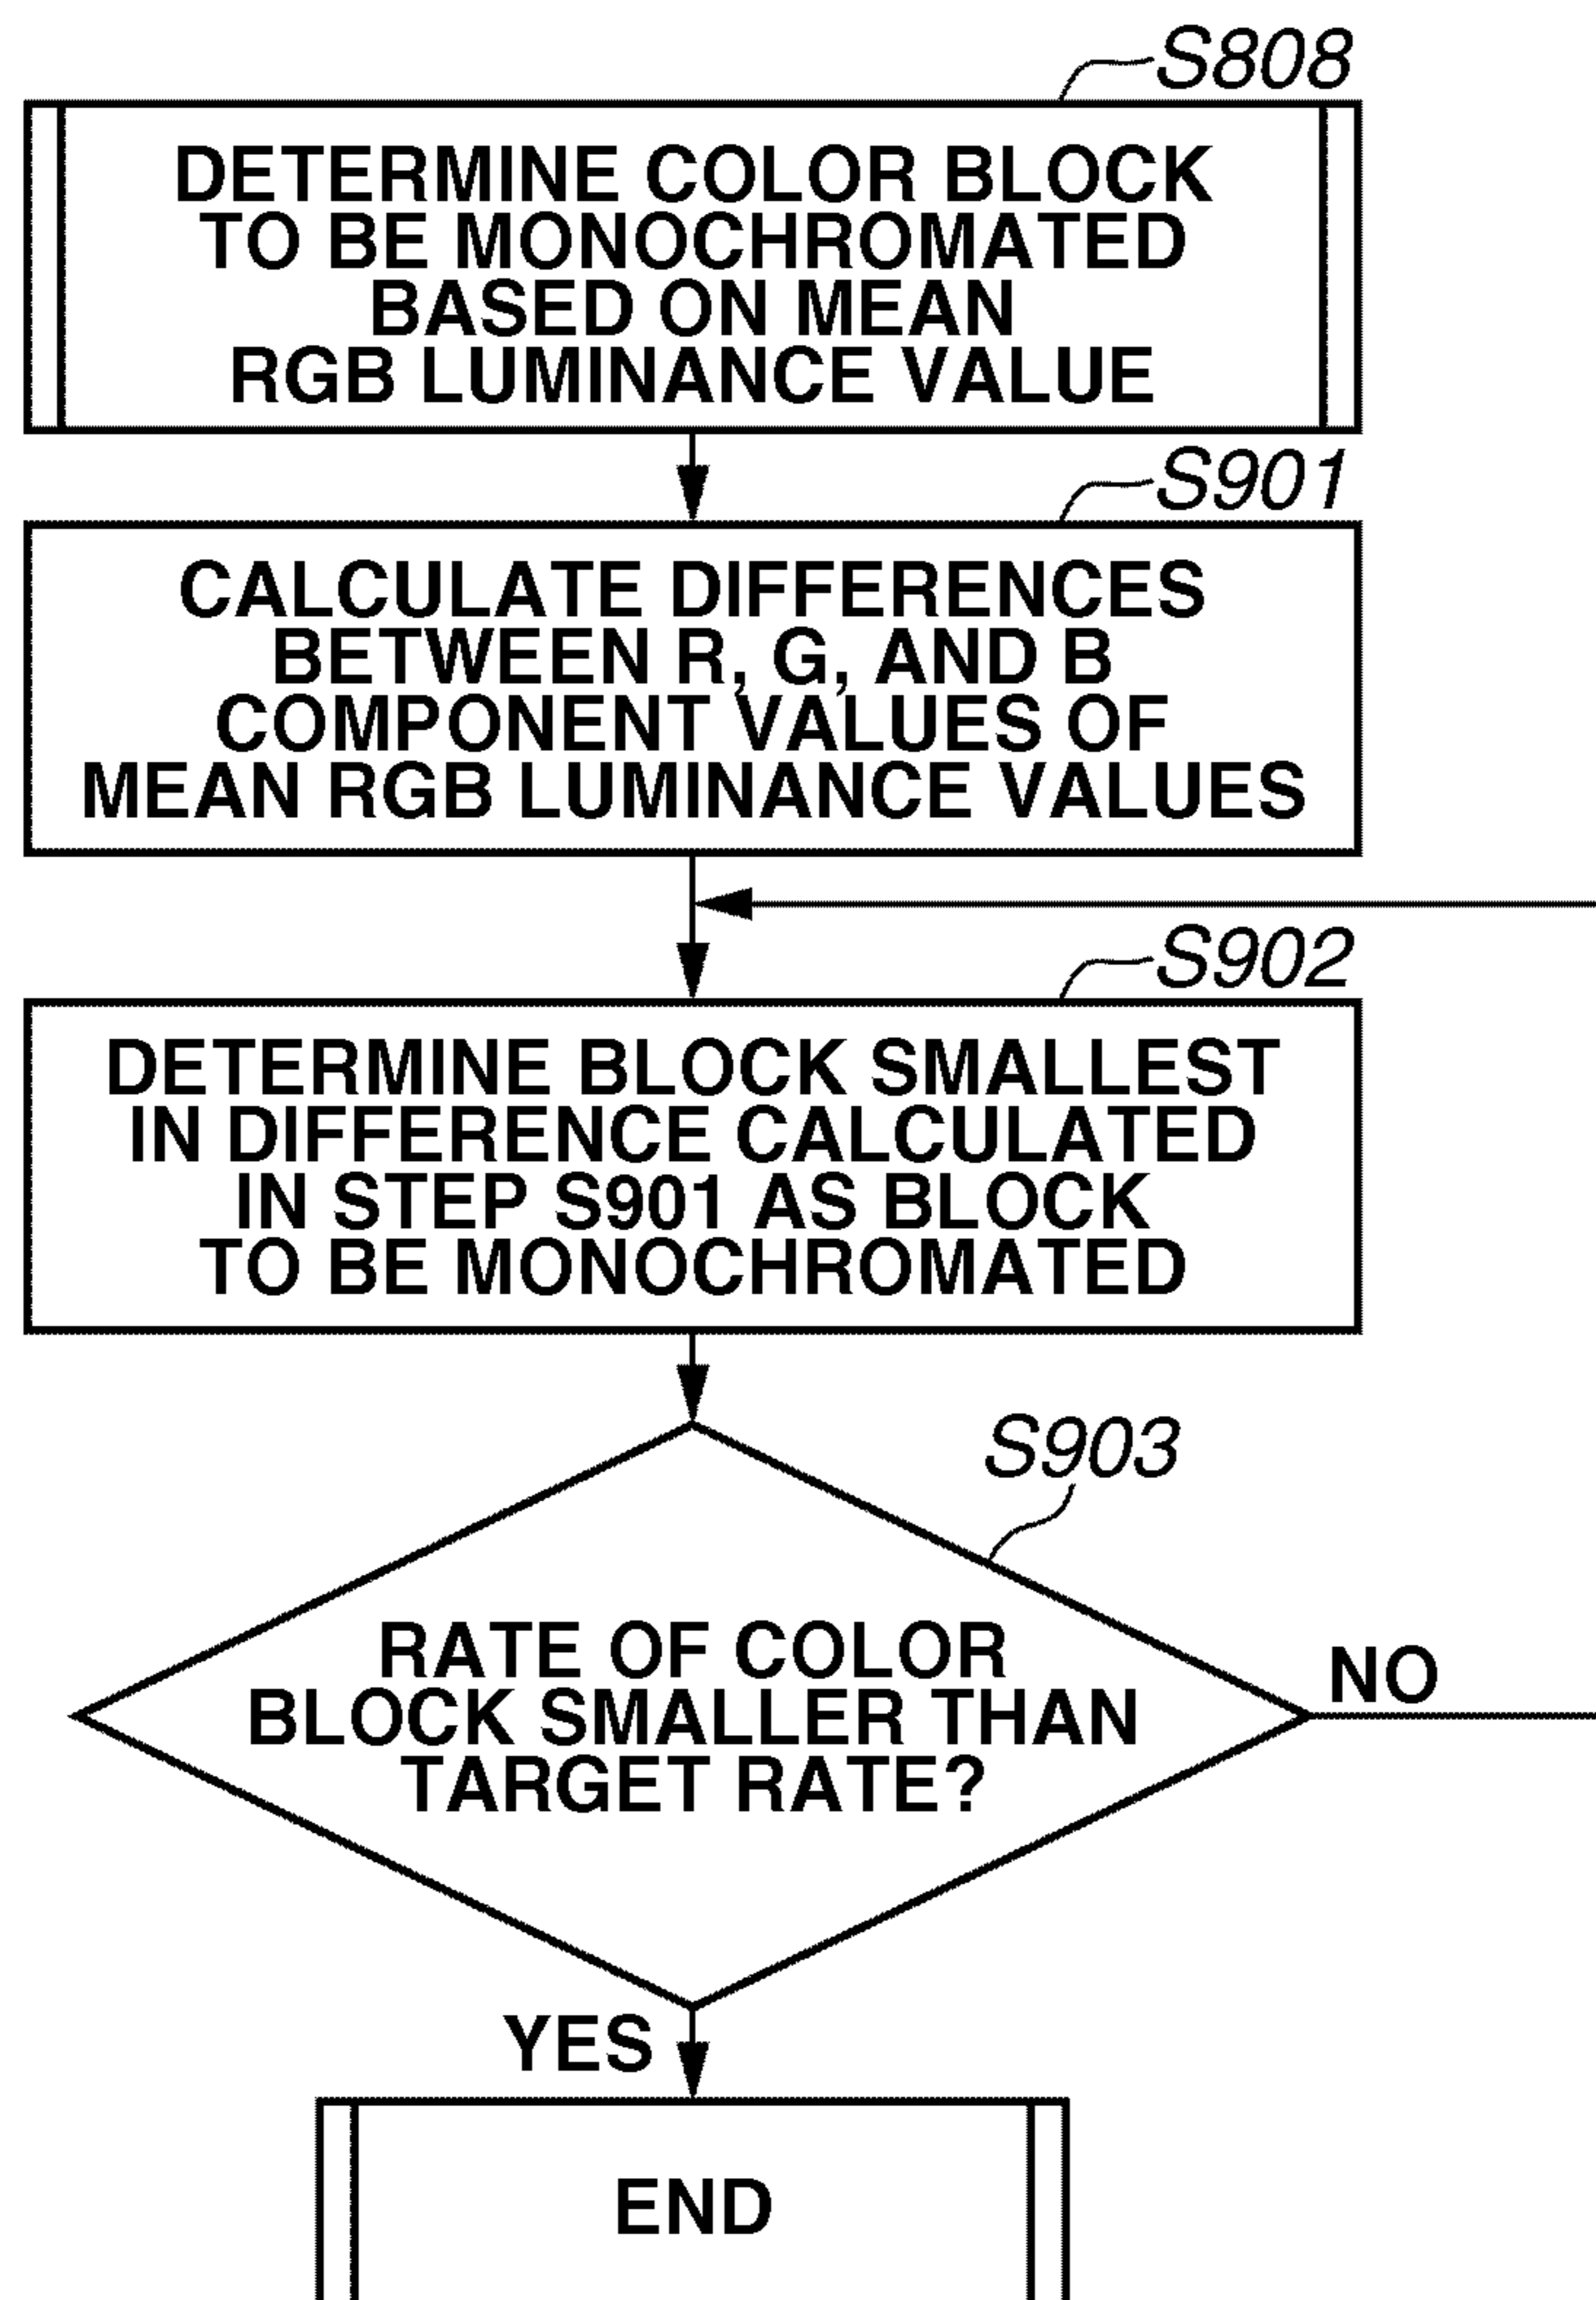 S808
DETERMINE COLOR BLOCK
TO BE MONOCHROMATED
BASED ON MEAN
RGB LUMINANCE VALUE
S901
CALCULATE DIFFERENCES
BETWEEN R, G, AND B
COMPONENT VALUES OF
MEAN RGB LUMINANCE VALUES
S902
DETERMINE BLOCK SMALLEST
IN DIFFERENCE CALCULATED
IN STEP S901 AS BLOCK
TO BE MONOCHROMATED
S903
RATE OF COLOR
BLOCK SMALLER THAN
TARGET RATE?
NO
YES
END